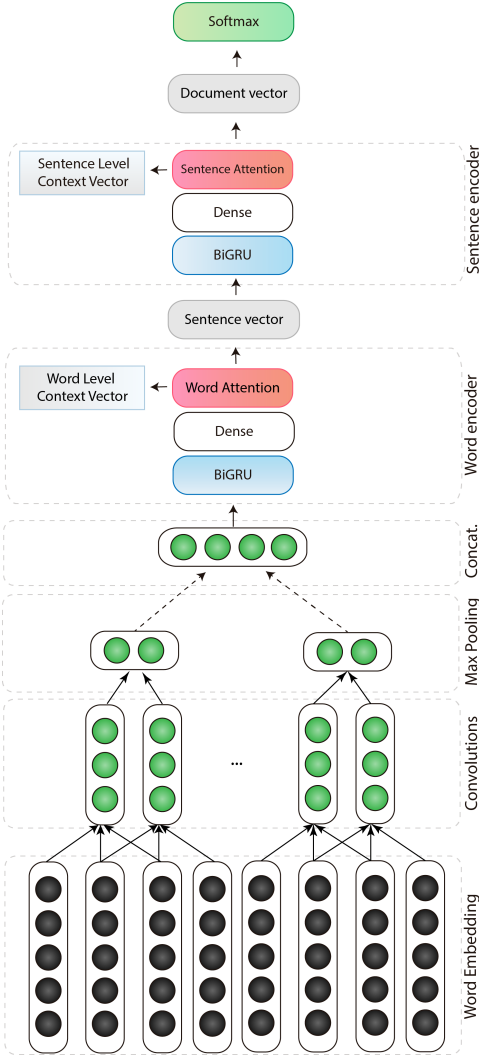 Softmax
Document vector
Sentence Level
Context Vector
Sentence Attention
Dense
BiGRU
Sentence encoder
Sentence vector
Word Level
Context Vector
Word Attention
Dense
BiGRU
Word encoder
Concat.
Max Pooling
...
Convolutions
Word Embedding